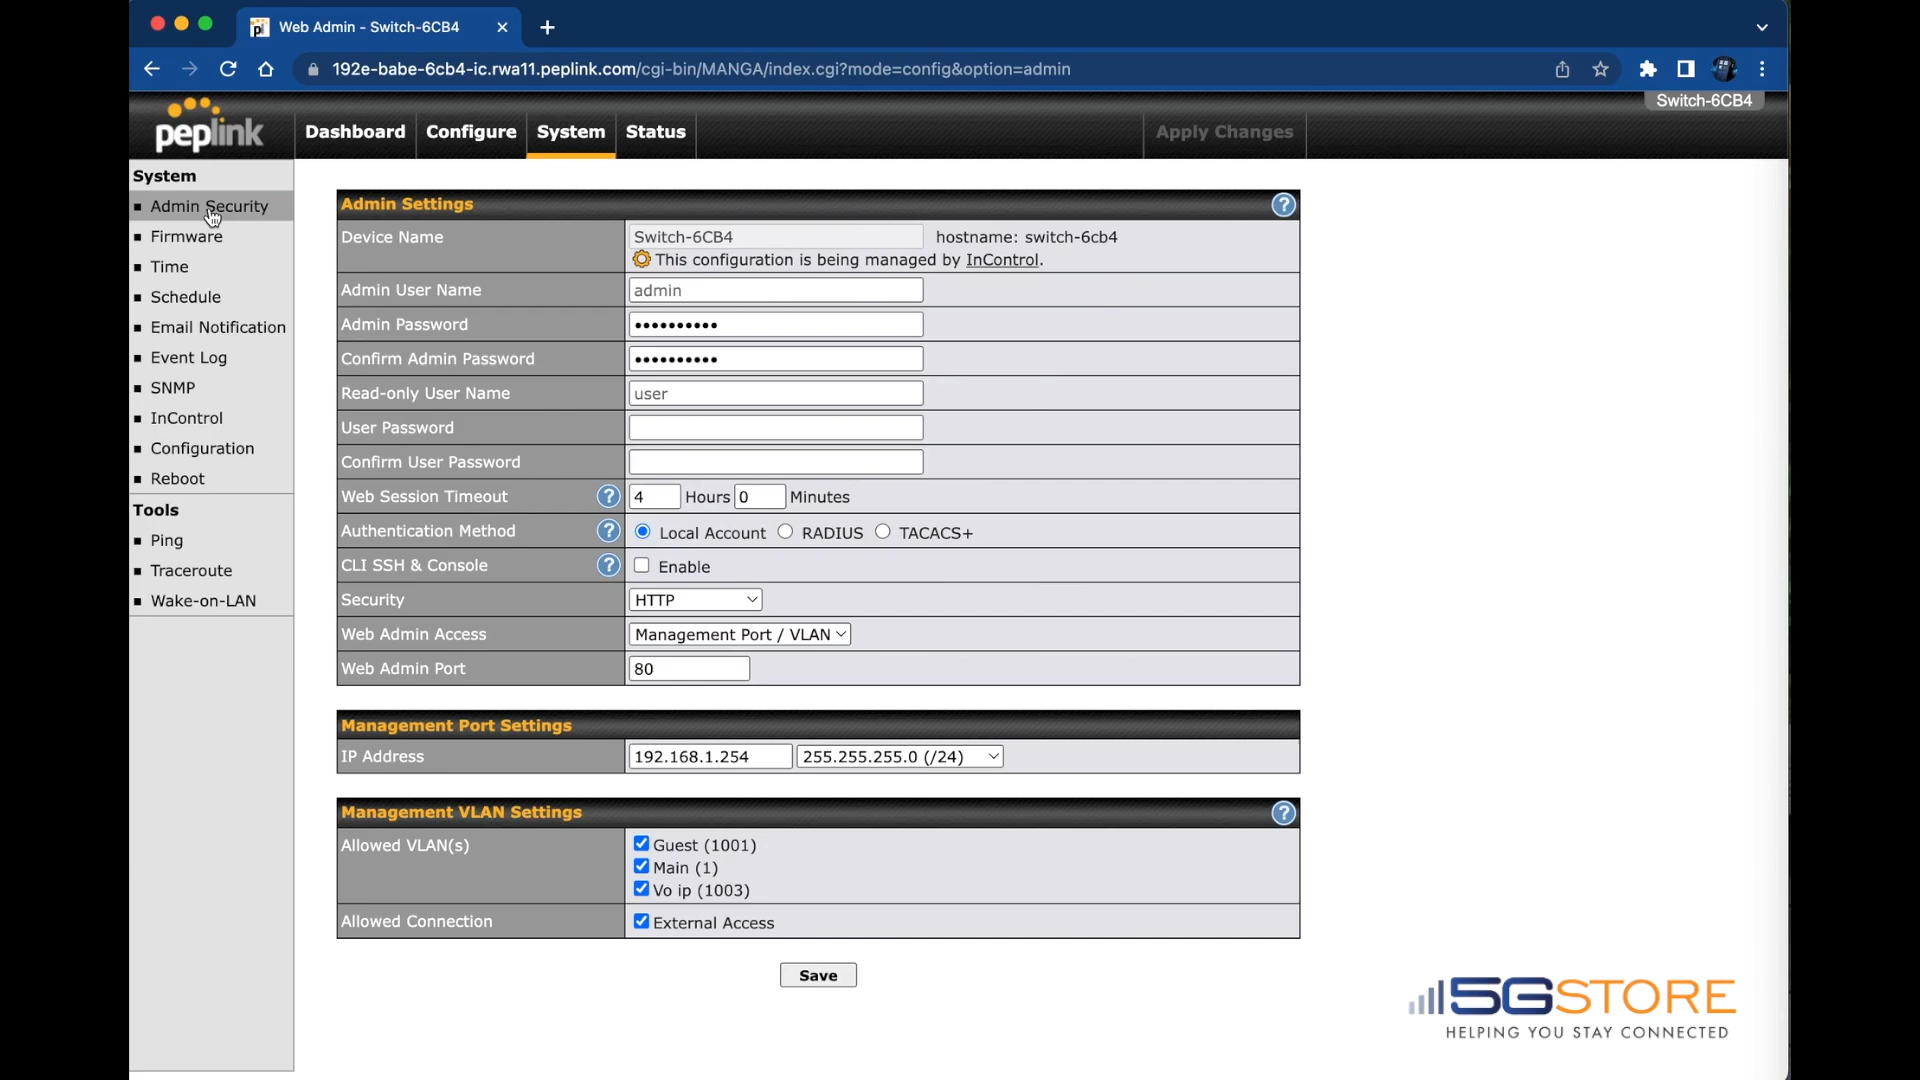 Web Admin - Switch-6CB4
192e-babe-6cb4-ic.rwa11.peplink.com/cgi-bin/MANGA/index.cgi?mode=config&option=admin
Switch-6CB4
peplink
Dashboard Configure System Status Apply Changes
System
Admin Security
Firmware
Time
Schedule
Email Notification
Event Log
SNMP
InControl
Configuration
Reboot
Tools
Ping
Traceroute
Wake-on-LAN
Admin Settings ?
Device Name Switch-6CB4 hostname: switch-6cb4
This configuration is being managed by InControl.
Admin User Name admin
Admin Password ••••••••••
Confirm Admin Password ••••••••••
Read-only User Name user
User Password
Confirm User Password
Web Session Timeout ? 4 Hours 0 Minutes
Authentication Method ? Local Account RADIUS TACACS+
CLI SSH & Console ? Enable
Security HTTP
Web Admin Access Management Port / VLAN
Web Admin Port 80
Management Port Settings
IP Address 192.168.1.254 255.255.255.0 (/24)
Management VLAN Settings ?
Allowed VLAN(s) Guest (1001)
Main (1)
Vo ip (1003)
Allowed Connection External Access
Save
5GSTORE
HELPING YOU STAY CONNECTED